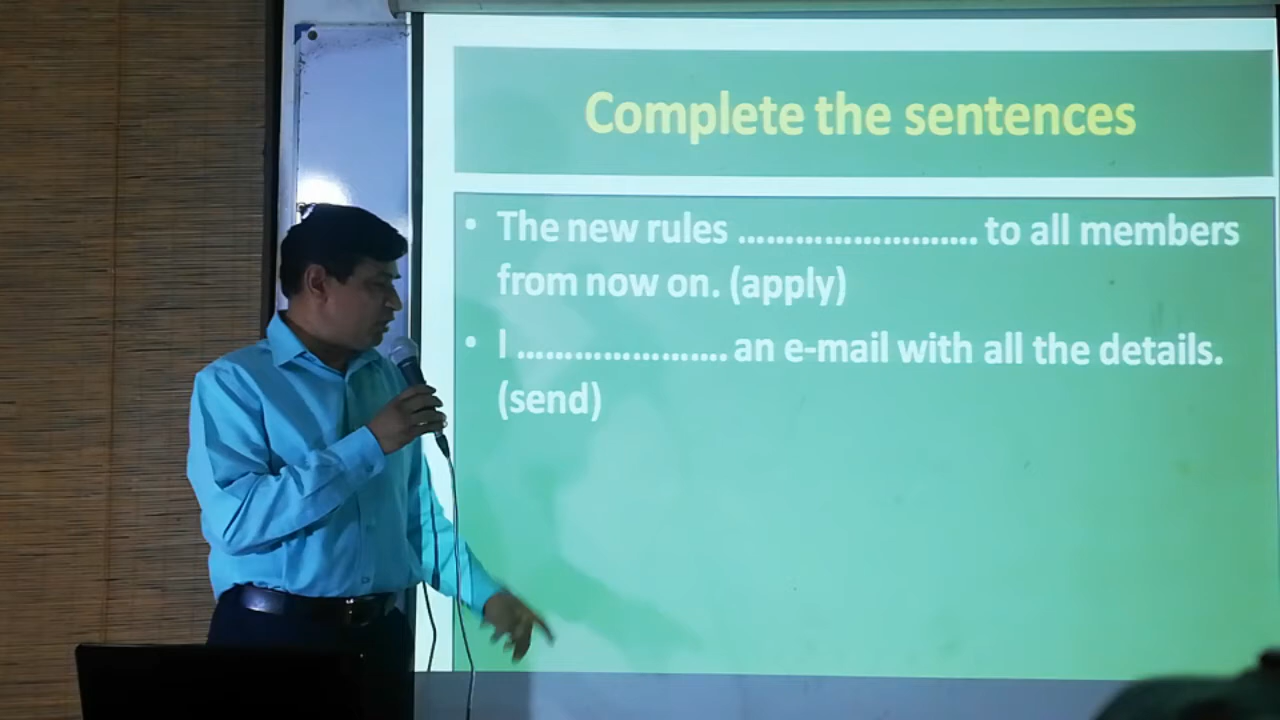 Complete the sentences
• The new rules ........................ to all members
from now on. (apply)
• I ..................... an e-mail with all the details.
(send)